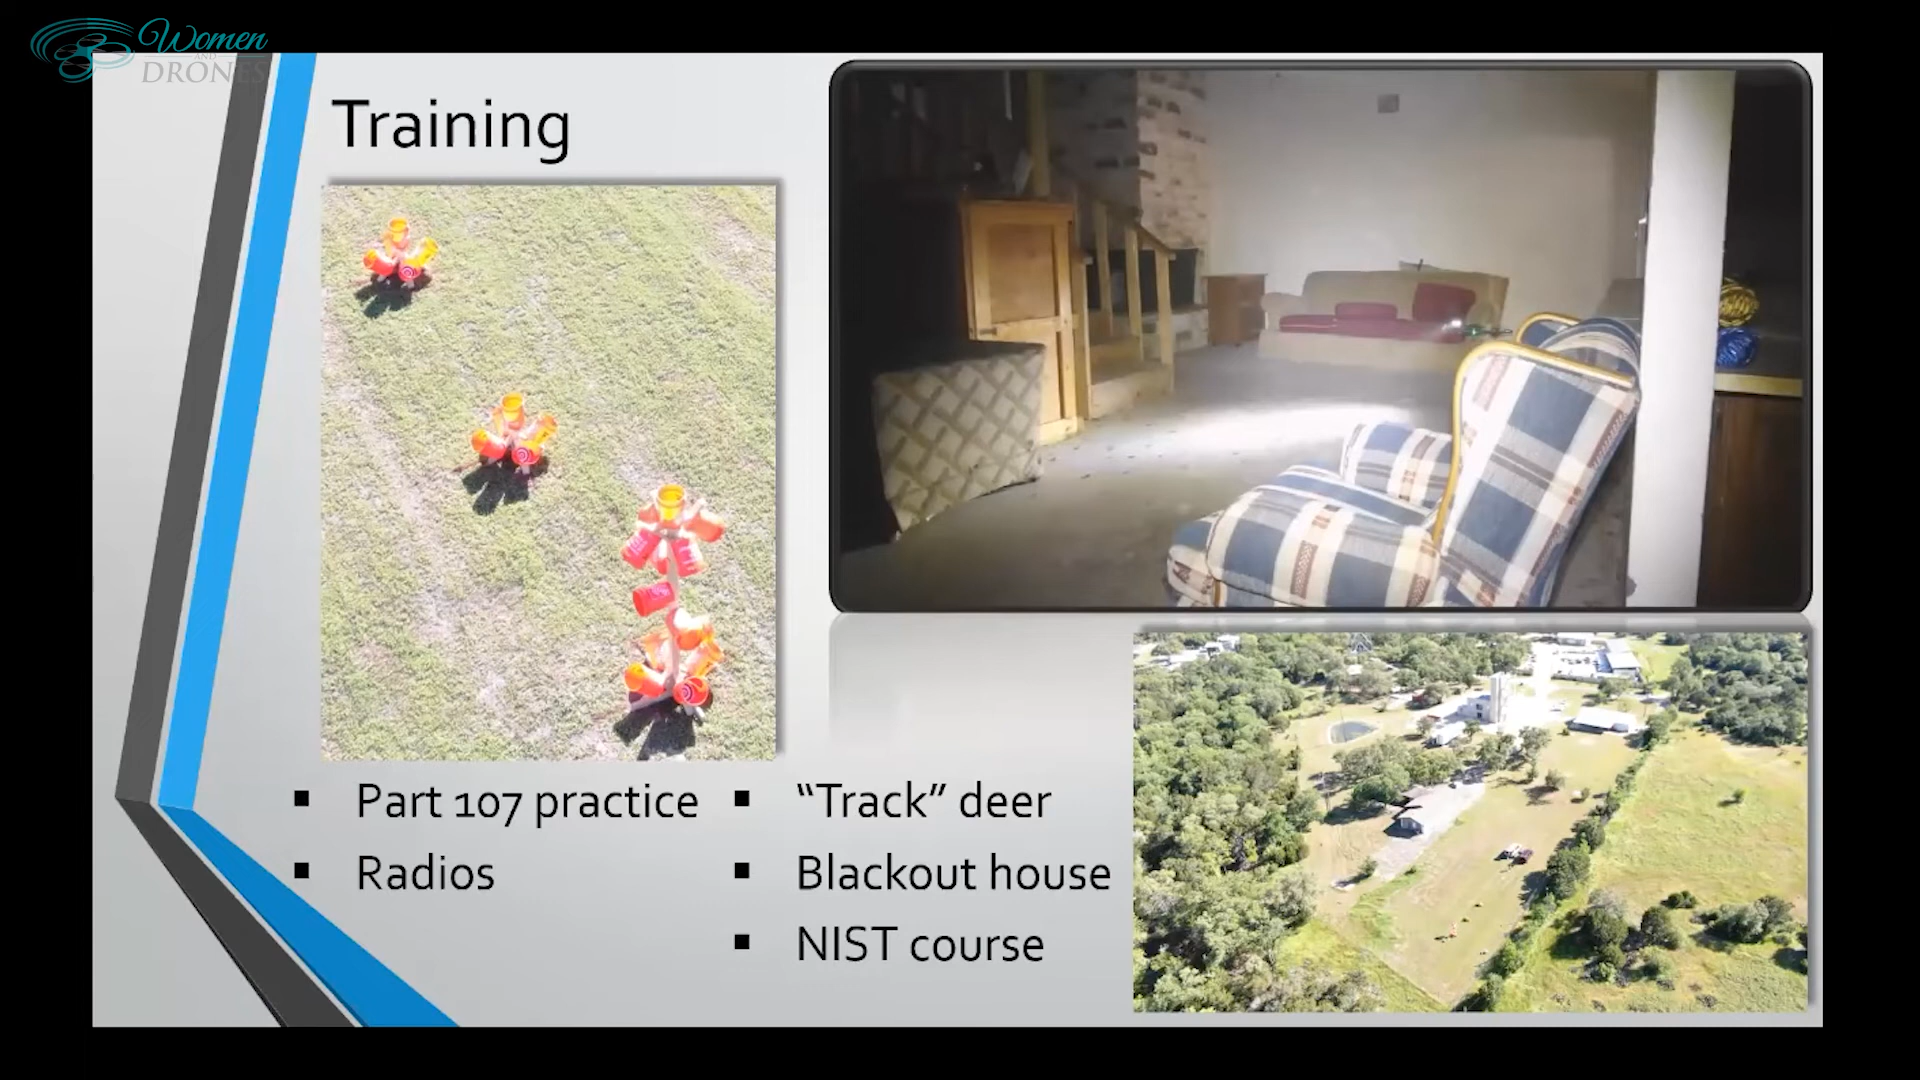 Women
AND
DRONES
Training
Part 107 practice
Radios
“Track” deer
Blackout house
NIST course